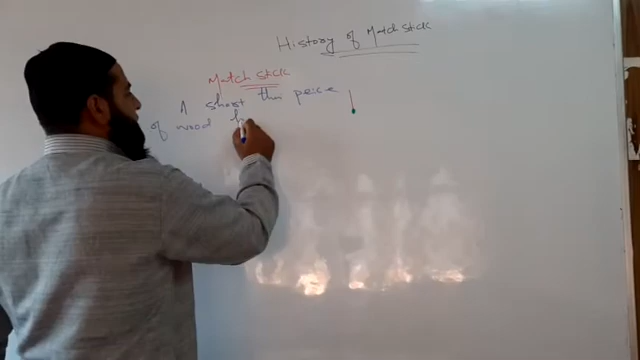 History of Match Stick
Match Stick
A short thin peice
of wood